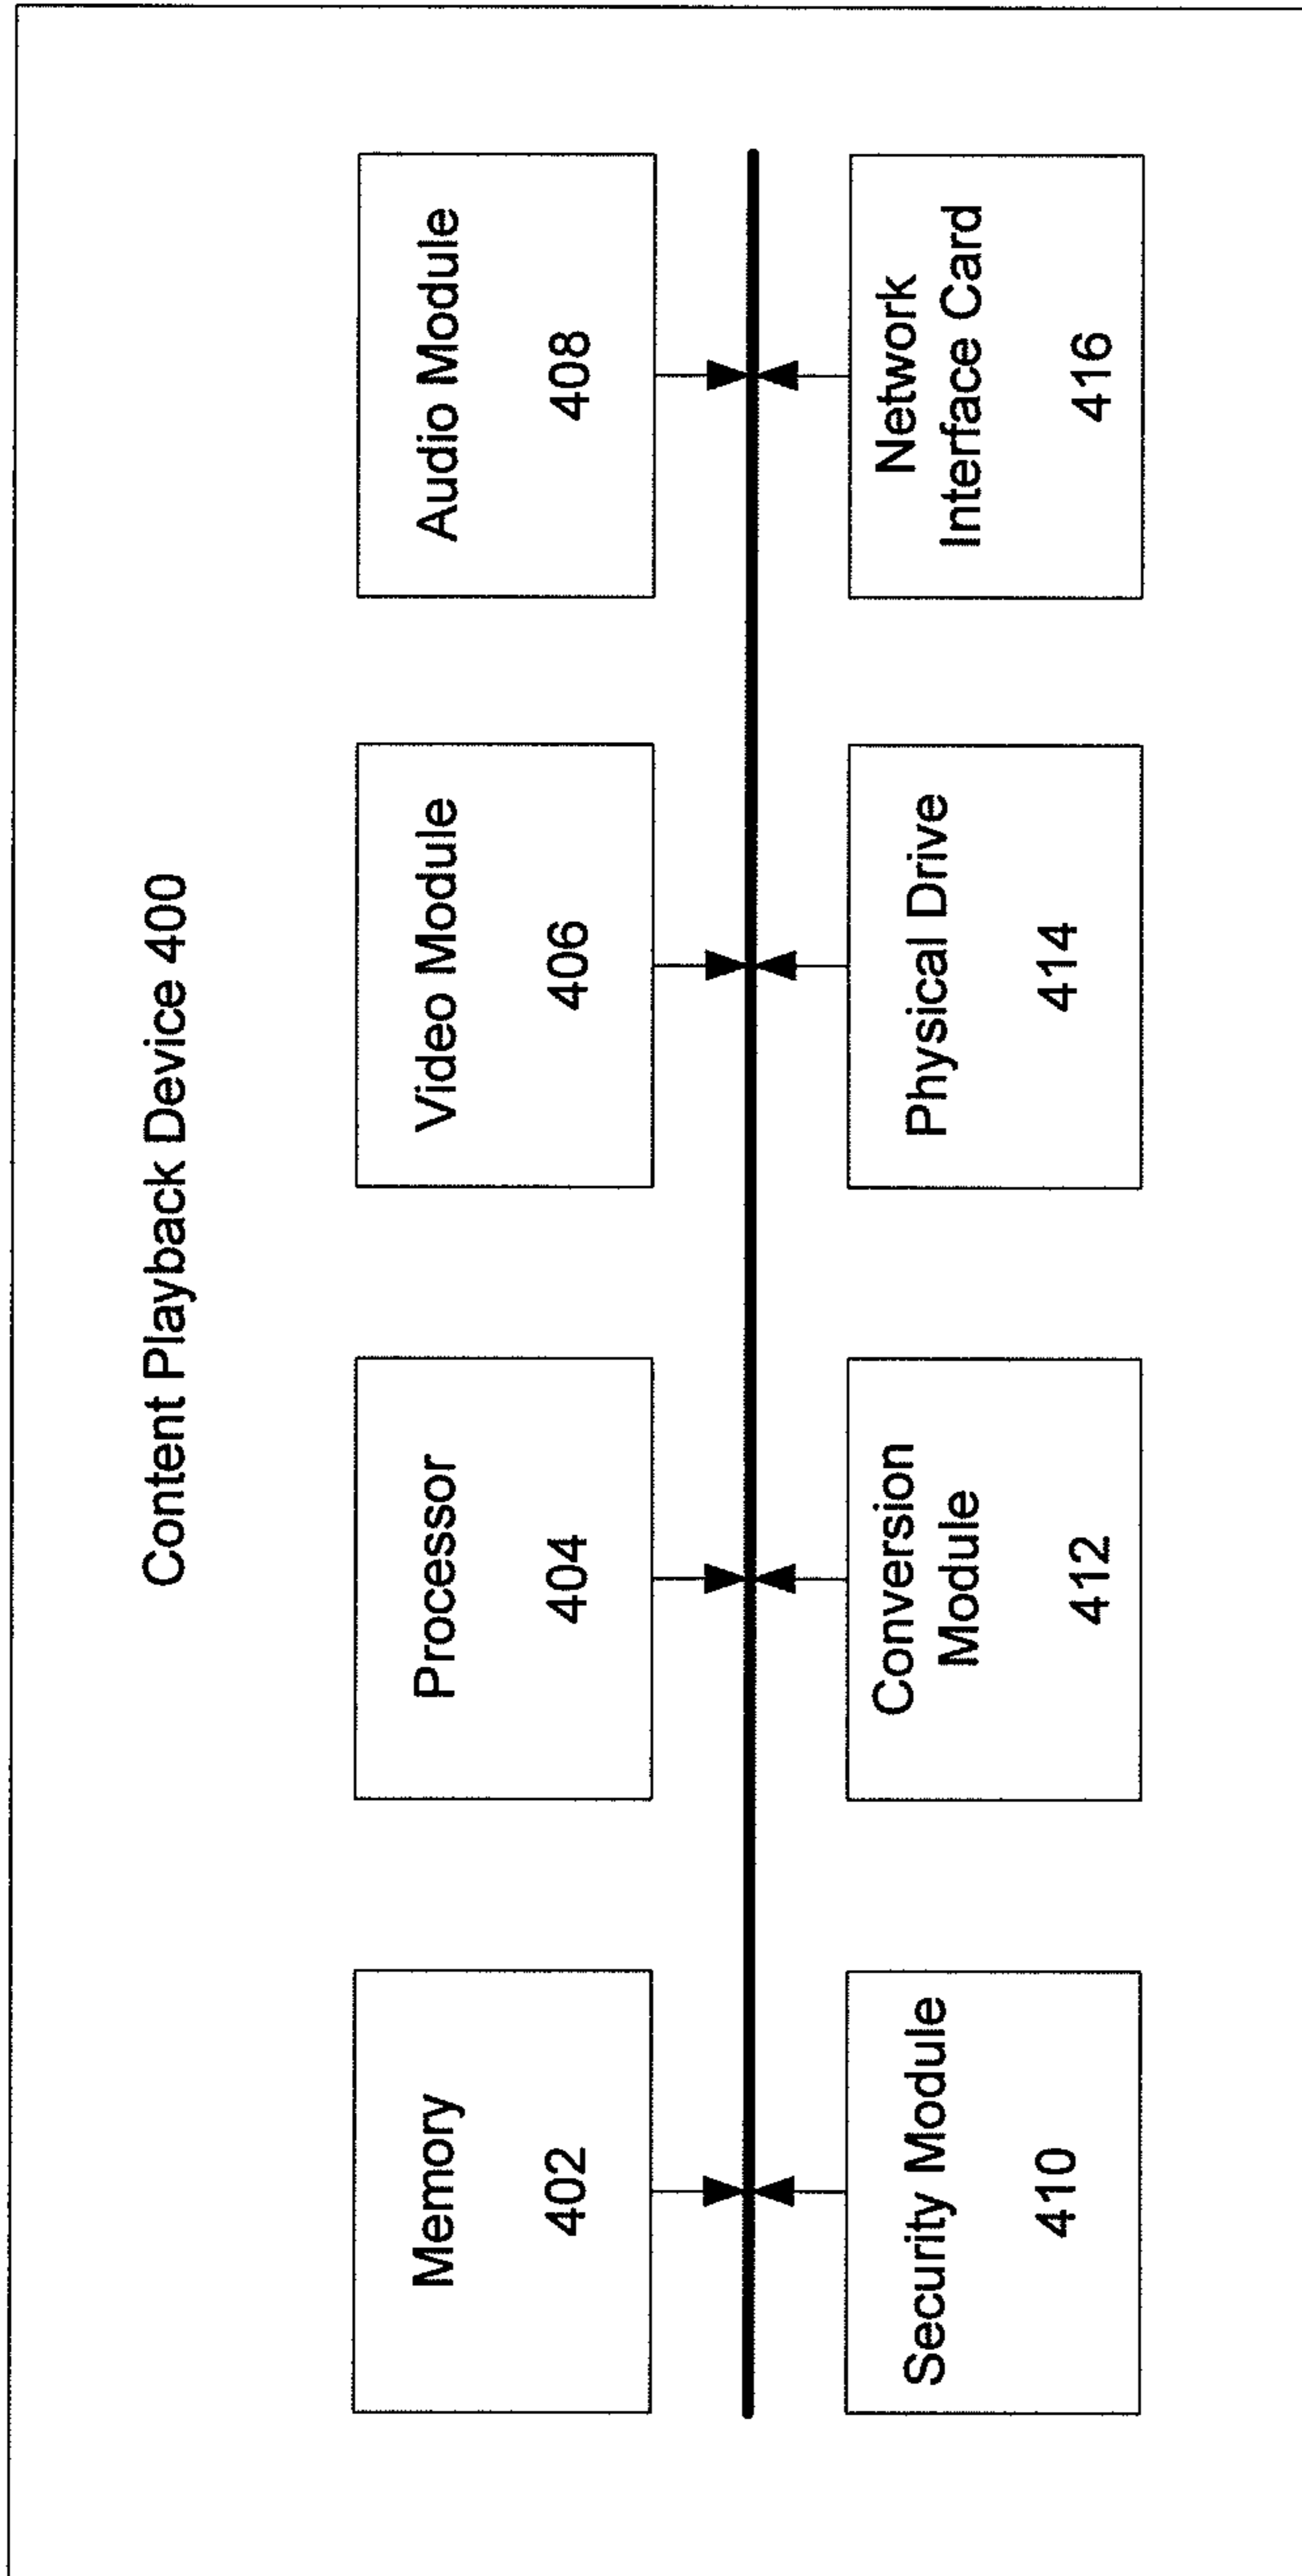 Content Playback Device 400
Memory
402
Processor
404
Video Module
406
Audio Module
408
Security Module
410
Conversion
Module
412
Physical Drive
414
Network
Interface Card
416